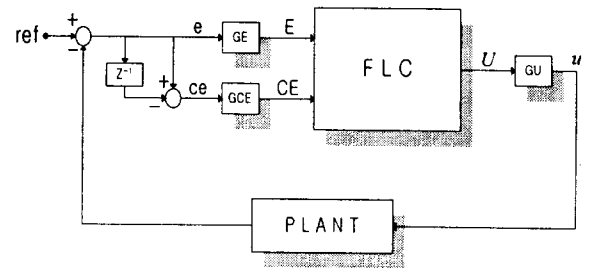 ref + − e GE E
Z⁻¹
+ − ce GCE CE
FLC
U GU u
PLANT